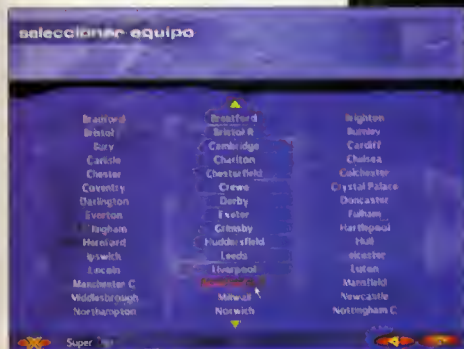 seleccionar equipo
Bradford Brentford Brighton
Bristol Bristol R Burnley
Bury Cambridge Cardiff
Carlisle Charlton Chelsea
Chester Chesterfield Colchester
Coventry Crewe Crystal Palace
Darlington Derby Doncaster
Everton Exeter Fulham
Grimsby Hartlepool
Hereford Huddersfield Hull
Ipswich Leeds
Lincoln Liverpool Luton
Manchester C Mansfield
Middlesbrough Millwall Newcastle
Northampton Norwich Nottingham C
Super